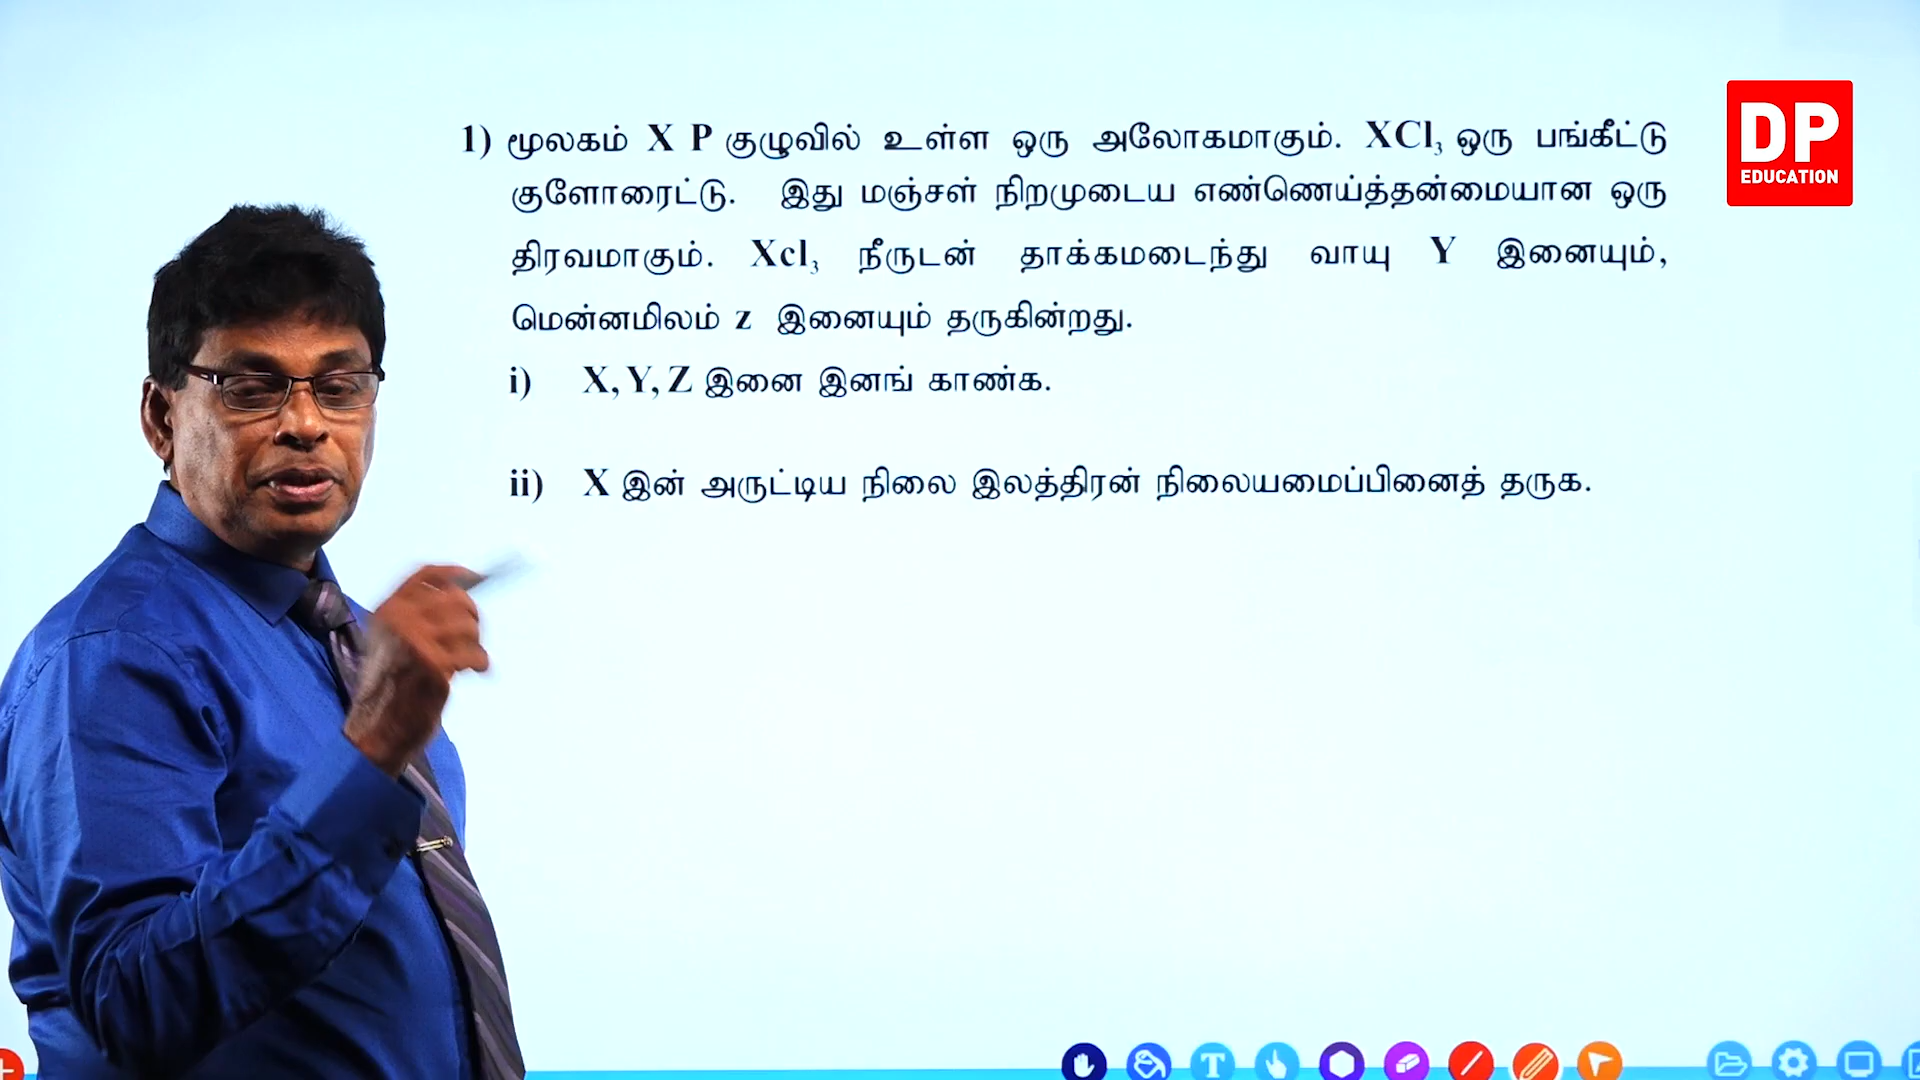 DP
EDUCATION
1) மூலகம் X P குழுவில் உள்ள ஒரு அலோகமாகும். XCl₃ ஒரு பங்கீட்டு
குளோரைட்டு. இது மஞ்சள் நிறமுடைய எண்ணெய்த்தன்மையான ஒரு
திரவமாகும். Xcl₃ நீருடன் தாக்கமடைந்து வாயு Y இனையும்,
மென்னமிலம் z இனையும் தருகின்றது.
i) X, Y, Z இனை இனங் காண்க.
ii) X இன் அருட்டிய நிலை இலத்திரன் நிலையமைப்பினைத் தருக.
T